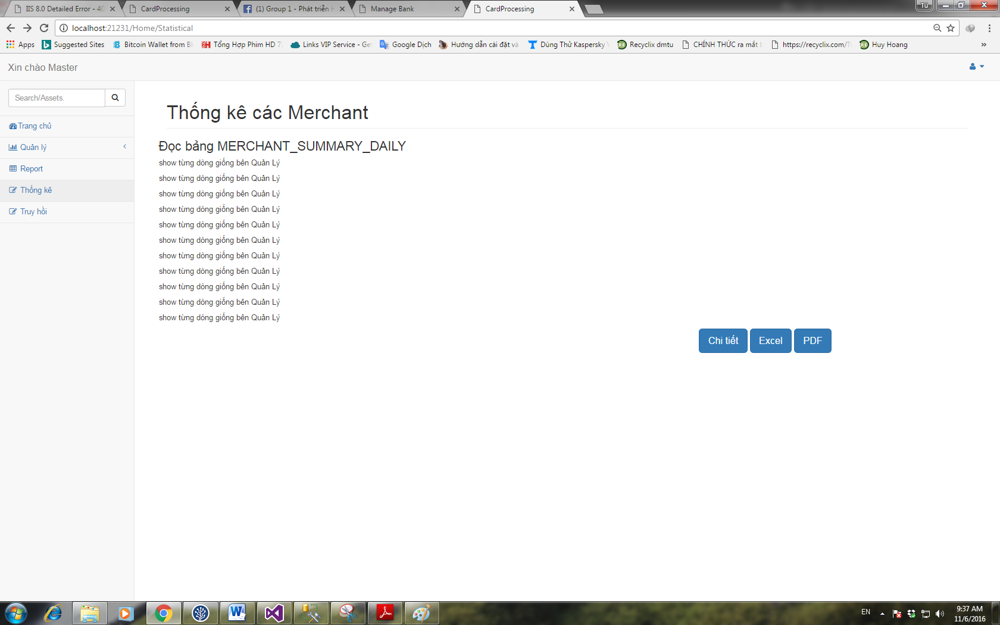 IIS 8.0 Detailed Error - 40
CardProcessing
(1) Group 1 - Phát triển H
Manage Bank
CardProcessing
Tú
localhost:21231/Home/Statistical
Apps
Suggested Sites
Bitcoin Wallet from Bl
Tổng Hợp Phim HD 7
Links VIP Service - Get
Google Dịch
Hướng dẫn cài đặt và
Dùng Thử Kaspersky
Recyclix dmtu
CHÍNH THỨC ra mắt
https://recyclix.com/?
Huy Hoang
»
Xin chào Master
Search/Assets.
Trang chủ
Quản lý
Report
Thống kê
Truy hồi
Thống kê các Merchant
Đọc bảng MERCHANT_SUMMARY_DAILY
show từng dòng giống bên Quản Lý
show từng dòng giống bên Quản Lý
show từng dòng giống bên Quản Lý
show từng dòng giống bên Quản Lý
show từng dòng giống bên Quản Lý
show từng dòng giống bên Quản Lý
show từng dòng giống bên Quản Lý
show từng dòng giống bên Quản Lý
show từng dòng giống bên Quản Lý
show từng dòng giống bên Quản Lý
show từng dòng giống bên Quản Lý
Chi tiết
Excel
PDF
EN
9:37 AM
11/6/2016